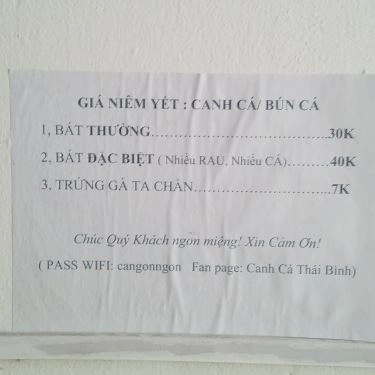 GIÁ NIÊM YẾT : CANH CÁ/ BÚN CÁ
1, BÁT THƯỜNG..............................................30K
2, BÁT ĐẶC BIỆT ( Nhiều RAU, Nhiều CÁ)..........40K
3, TRỨNG GÀ TA CHẦN...................................7K
Chúc Quý Khách ngon miệng! Xin Cảm Ơn!
( PASS WIFI: cangonngon Fan page: Canh Cá Thái Bình)